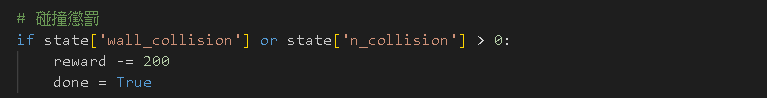 # 碰撞懲罰
if state['wall_collision'] or state['n_collision'] > 0:
    reward -= 200
    done = True